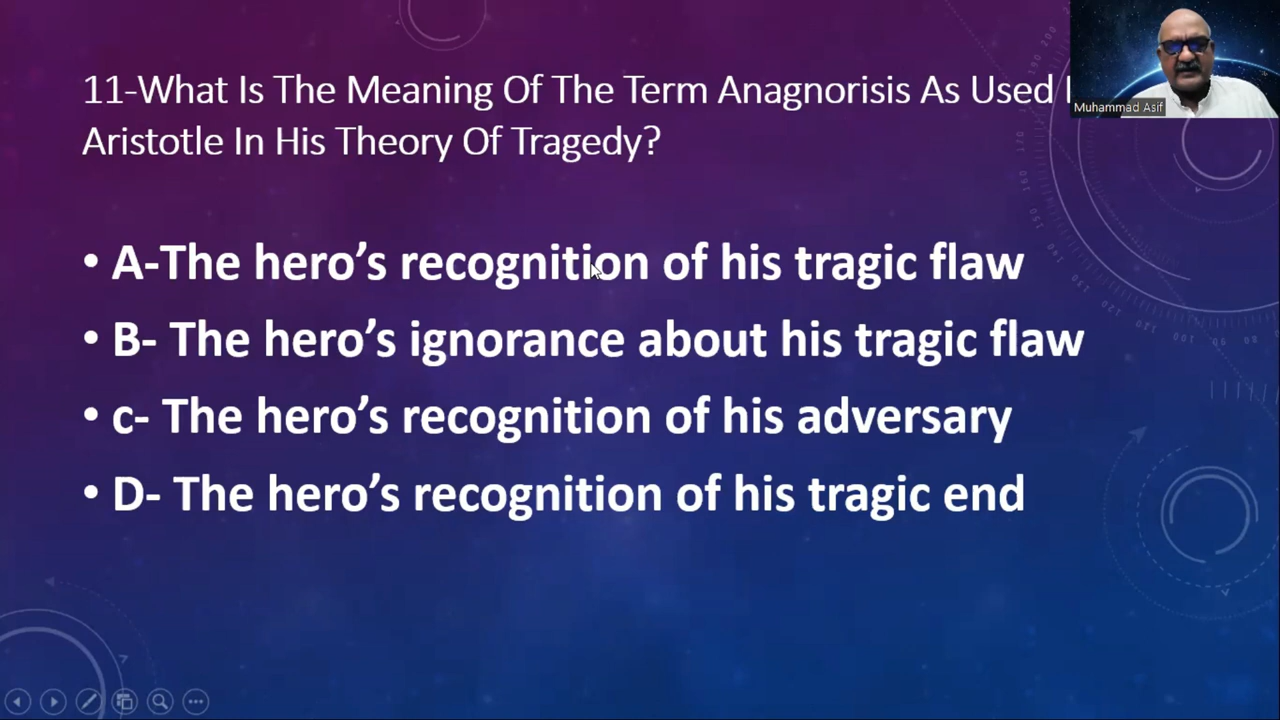 11-What Is The Meaning Of The Term Anagnorisis As Used
Aristotle In His Theory Of Tragedy?
Muhammad Asif
• A-The hero’s recognition of his tragic flaw
• B- The hero’s ignorance about his tragic flaw
• c- The hero’s recognition of his adversary
• D- The hero’s recognition of his tragic end